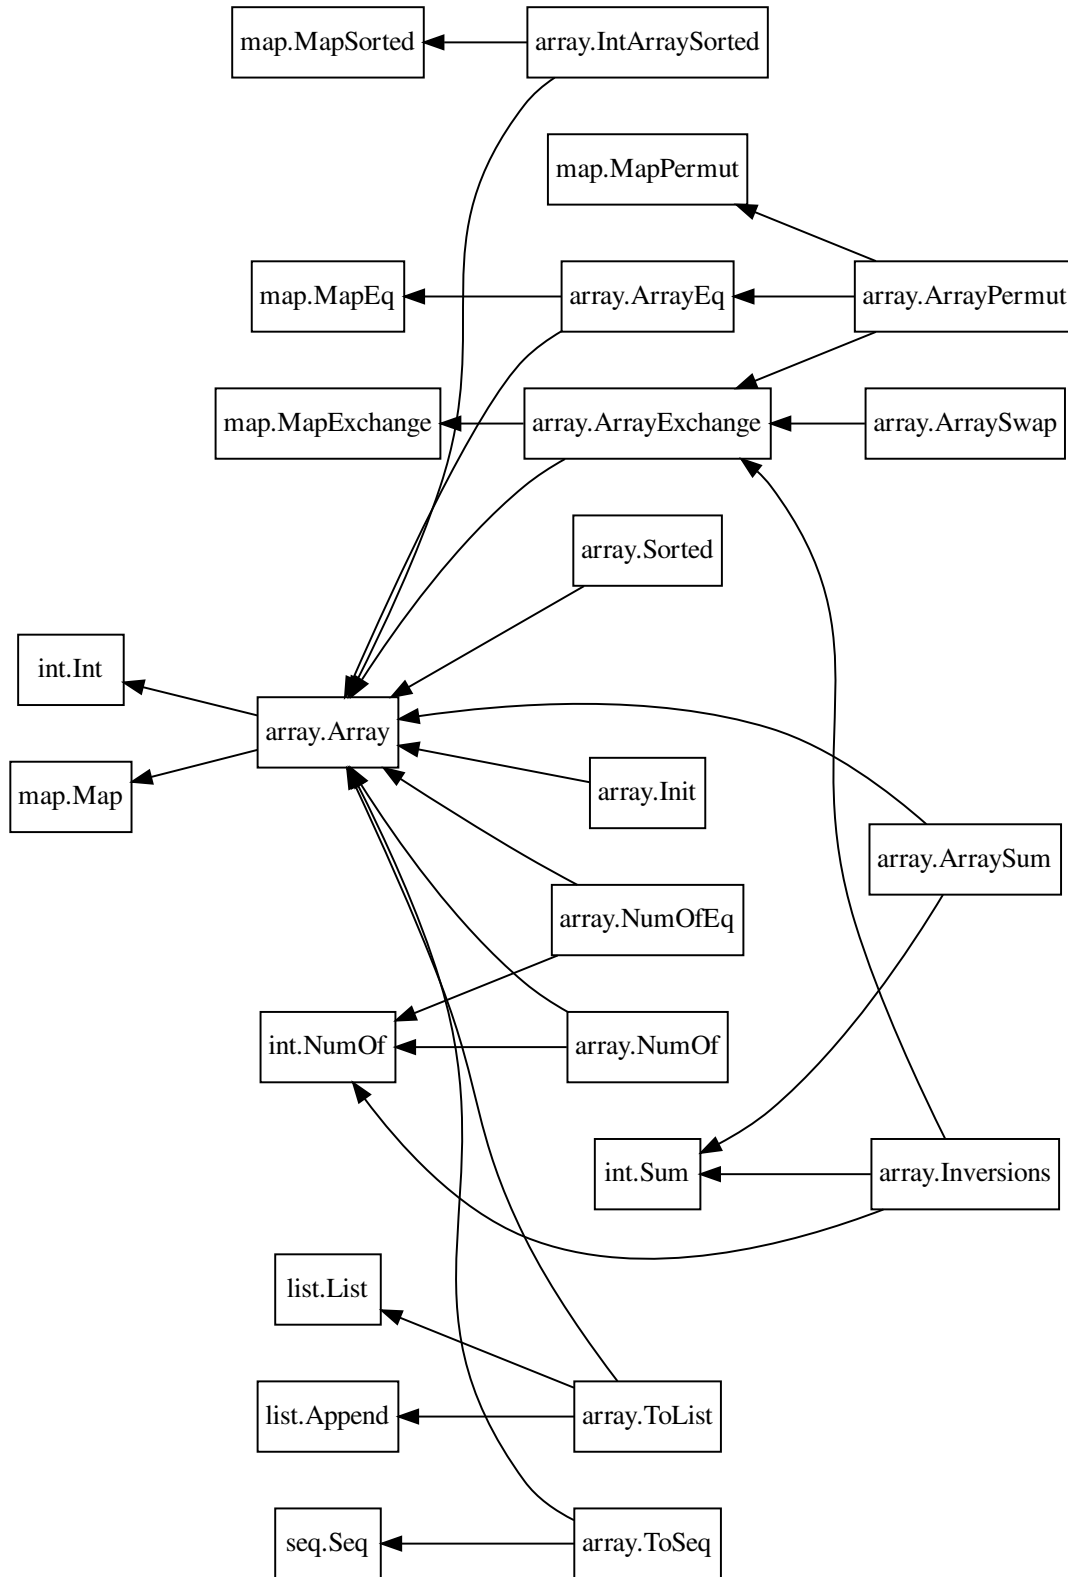 map.MapSorted
array.IntArraySorted
map.MapPermut
map.MapEq
array.ArrayEq
array.ArrayPermut
map.MapExchange
array.ArrayExchange
array.ArraySwap
array.Sorted
int.Int
array.Array
map.Map
array.Init
array.ArraySum
array.NumOfEq
int.NumOf
array.NumOf
int.Sum
array.Inversions
list.List
list.Append
array.ToList
seq.Seq
array.ToSeq